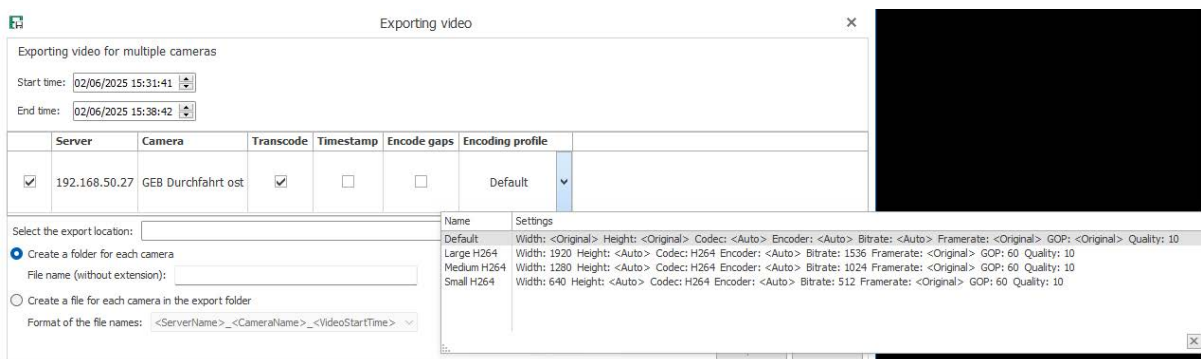 Exporting video
Exporting video for multiple cameras
Start time: 02/06/2025 15:31:41
End time: 02/06/2025 15:38:42
Server Camera Transcode Timestamp Encode gaps Encoding profile
192.168.50.27 GEB Durchfahrt ost Default
Select the export location:
Create a folder for each camera
File name (without extension):
Create a file for each camera in the export folder
Format of the file names: <ServerName>_<CameraName>_<VideoStartTime>
Name Settings
Default Width: <Original> Height: <Original> Codec: <Auto> Encoder: <Auto> Bitrate: <Auto> Framerate: <Original> GOP: <Original> Quality: 10
Large H264 Width: 1920 Height: <Auto> Codec: H264 Encoder: <Auto> Bitrate: 1536 Framerate: <Original> GOP: 60 Quality: 10
Medium H264 Width: 1280 Height: <Auto> Codec: H264 Encoder: <Auto> Bitrate: 1024 Framerate: <Original> GOP: 60 Quality: 10
Small H264 Width: 640 Height: <Auto> Codec: H264 Encoder: <Auto> Bitrate: 512 Framerate: <Original> GOP: 60 Quality: 10